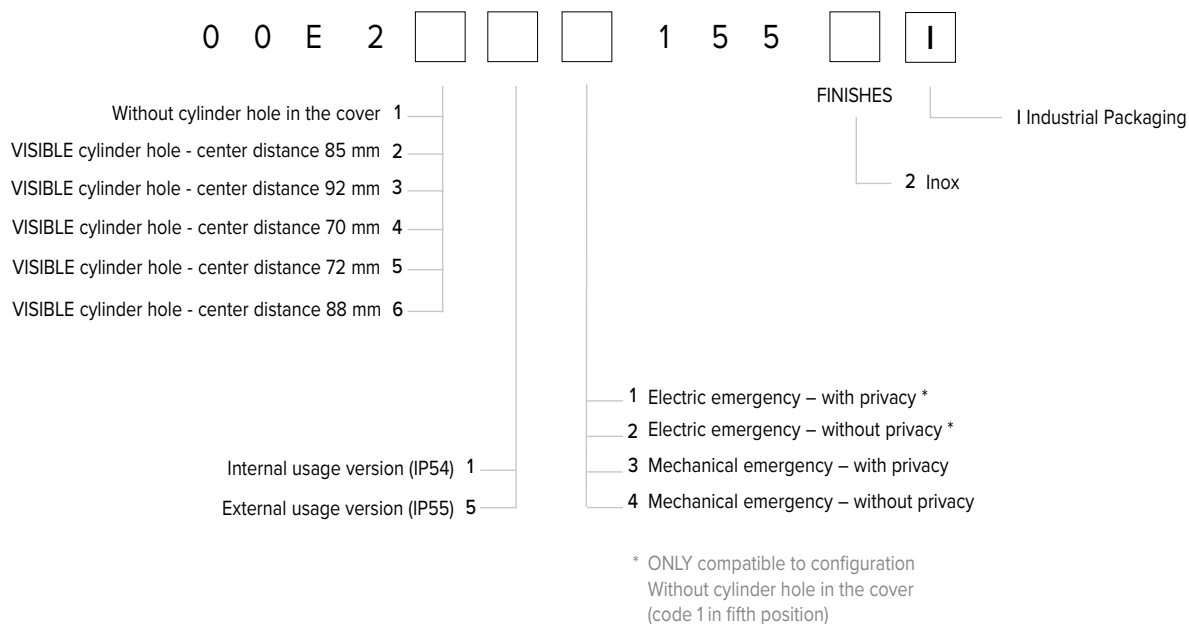 0 0 E 2 1 5 5 I
FINISHES
I Industrial Packaging
2 Inox
Without cylinder hole in the cover 1
VISIBLE cylinder hole - center distance 85 mm 2
VISIBLE cylinder hole - center distance 92 mm 3
VISIBLE cylinder hole - center distance 70 mm 4
VISIBLE cylinder hole - center distance 72 mm 5
VISIBLE cylinder hole - center distance 88 mm 6
Internal usage version (IP54) 1
External usage version (IP55) 5
1 Electric emergency – with privacy *
2 Electric emergency – without privacy *
3 Mechanical emergency – with privacy
4 Mechanical emergency – without privacy
* ONLY compatible to configuration
Without cylinder hole in the cover
(code 1 in fifth position)